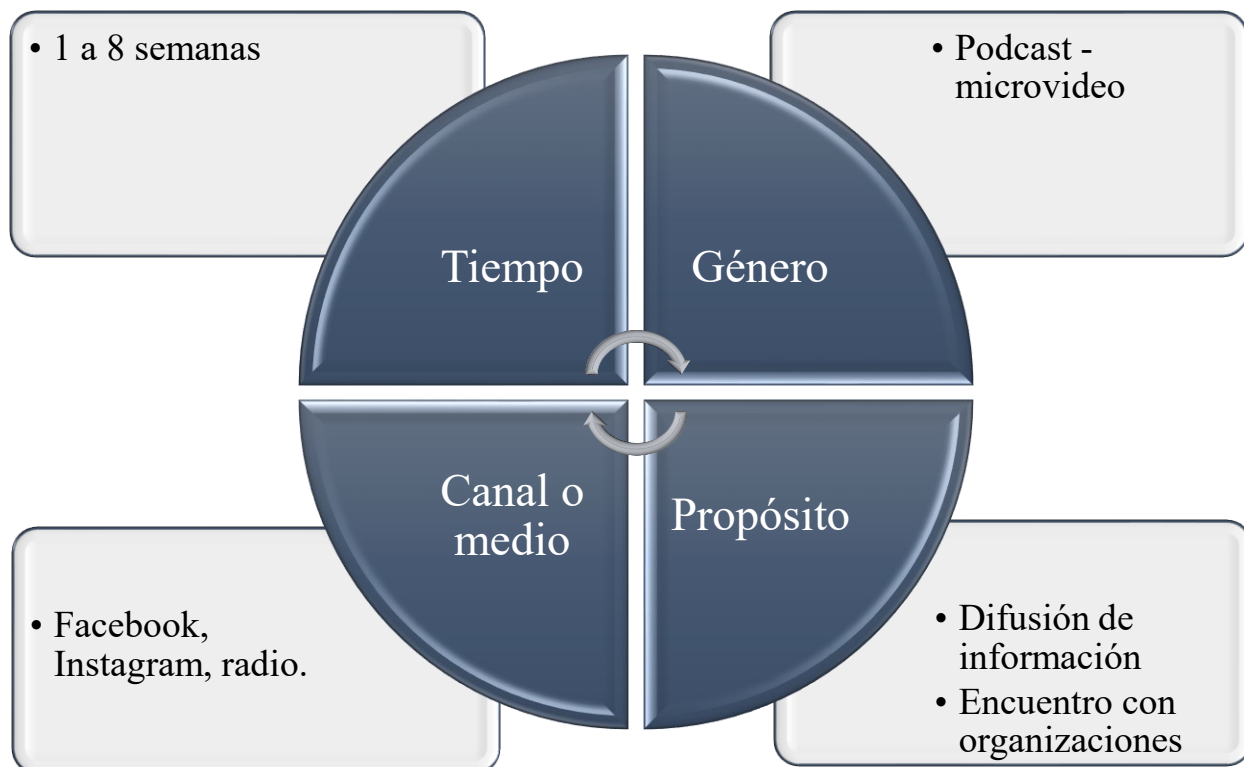 • 1 a 8 semanas
• Podcast -
microvideo
Tiempo
Género
Canal o
medio
Propósito
• Facebook,
Instagram, radio.
• Difusión de
información
• Encuentro con
organizaciones